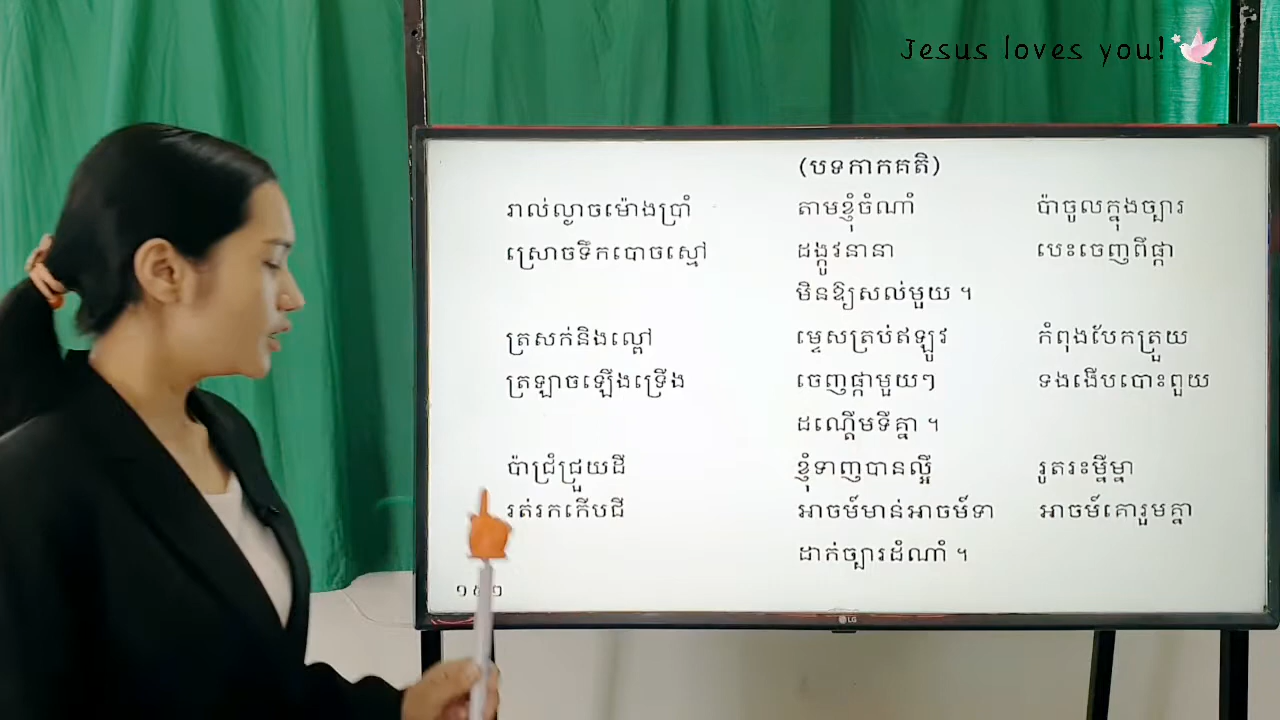 Jesus loves you!
(បទកាកគតិ)
រាល់ល្ងាចម៉ោងប្រាំ តាមខ្ញុំចំណាំ ប៉ាចូលក្នុងច្បារ
ស្រោចទឹកបោចស្មៅ ដង្កូវនានា បេះចេញពីផ្កា
មិនឱ្យសល់មួយ ។
ត្រសក់និងល្ពៅ ម្ទេសត្រប់ឥឡូវ កំពុងបែកត្រួយ
ត្រឡាចឡើងទ្រើង ចេញផ្កាមួយៗ ទងងើបបោះពួយ
ដណ្ដើមទីគ្នា ។
ប៉ាជ្រំជ្រួយដី ខ្ញុំទាញបានល្អី រូតរះម្នីម្នា
រត់រកកើបជី អាចម៍មាន់អាចម៍ទា អាចម៍គោរួមគ្នា
ដាក់ច្បារដំណាំ ។
LG